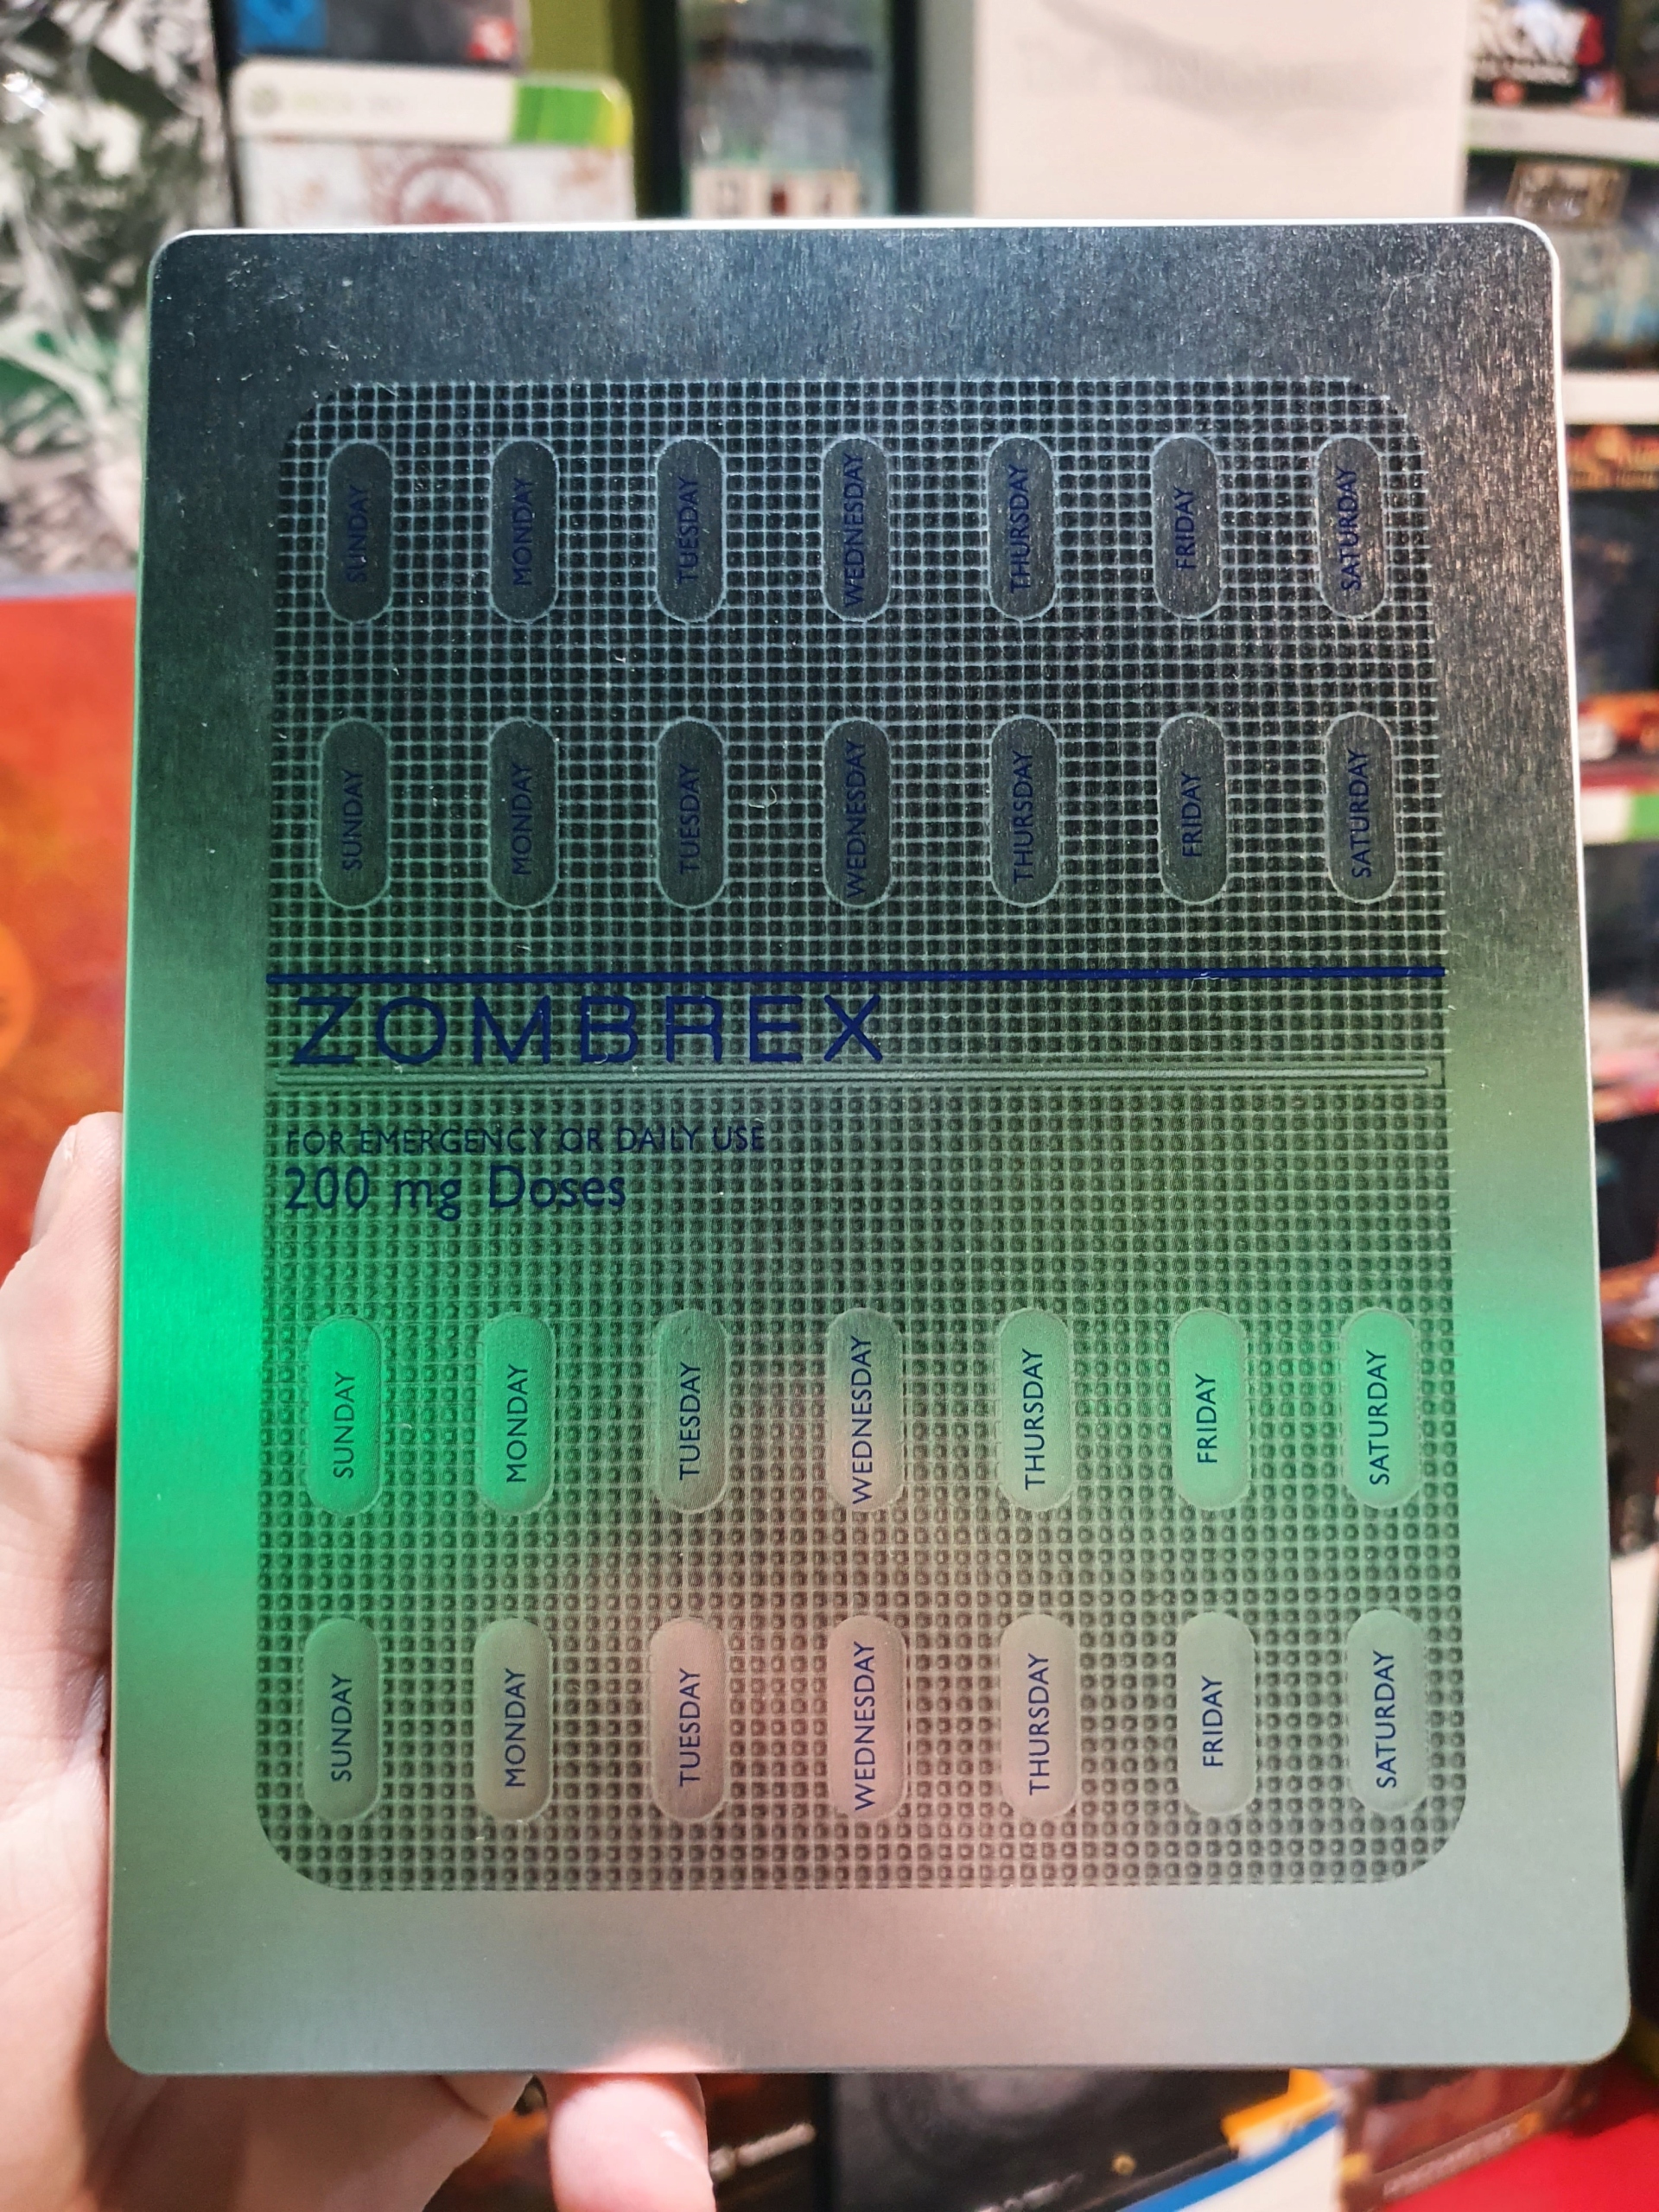 SUNDAY MONDAY TUESDAY WEDNESDAY THURSDAY FRIDAY SATURDAY
SUNDAY MONDAY TUESDAY WEDNESDAY THURSDAY FRIDAY SATURDAY
ZOMBREX
FOR EMERGENCY OR DAILY USE
200 mg Doses
SUNDAY MONDAY TUESDAY WEDNESDAY THURSDAY FRIDAY SATURDAY
SUNDAY MONDAY TUESDAY WEDNESDAY THURSDAY FRIDAY SATURDAY